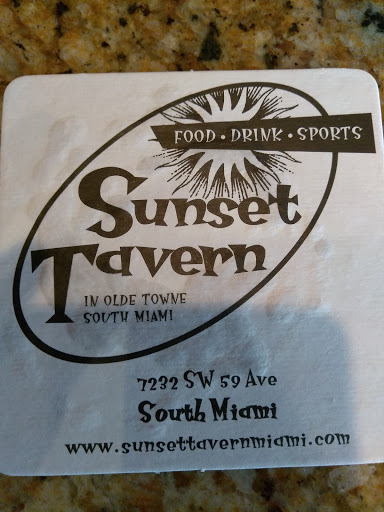 FOOD • DRINK • SPORTS
Sunset
Tavern
IN OLDE TOWNE
SOUTH MIAMI
7232 SW 59 Ave
South Miami
www.sunsettavernmiami.com